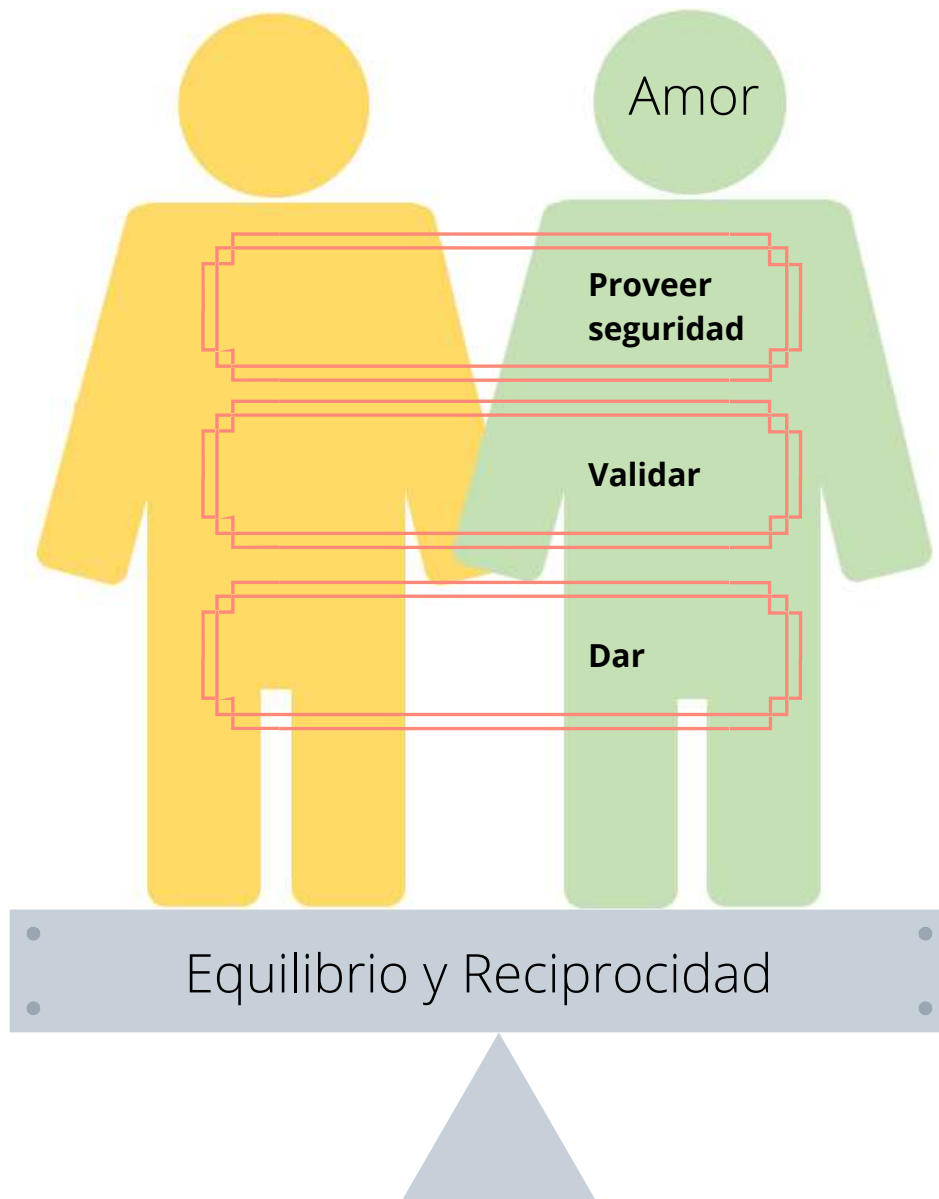 Amor
Proveer
seguridad
Validar
Dar
Equilibrio y Reciprocidad